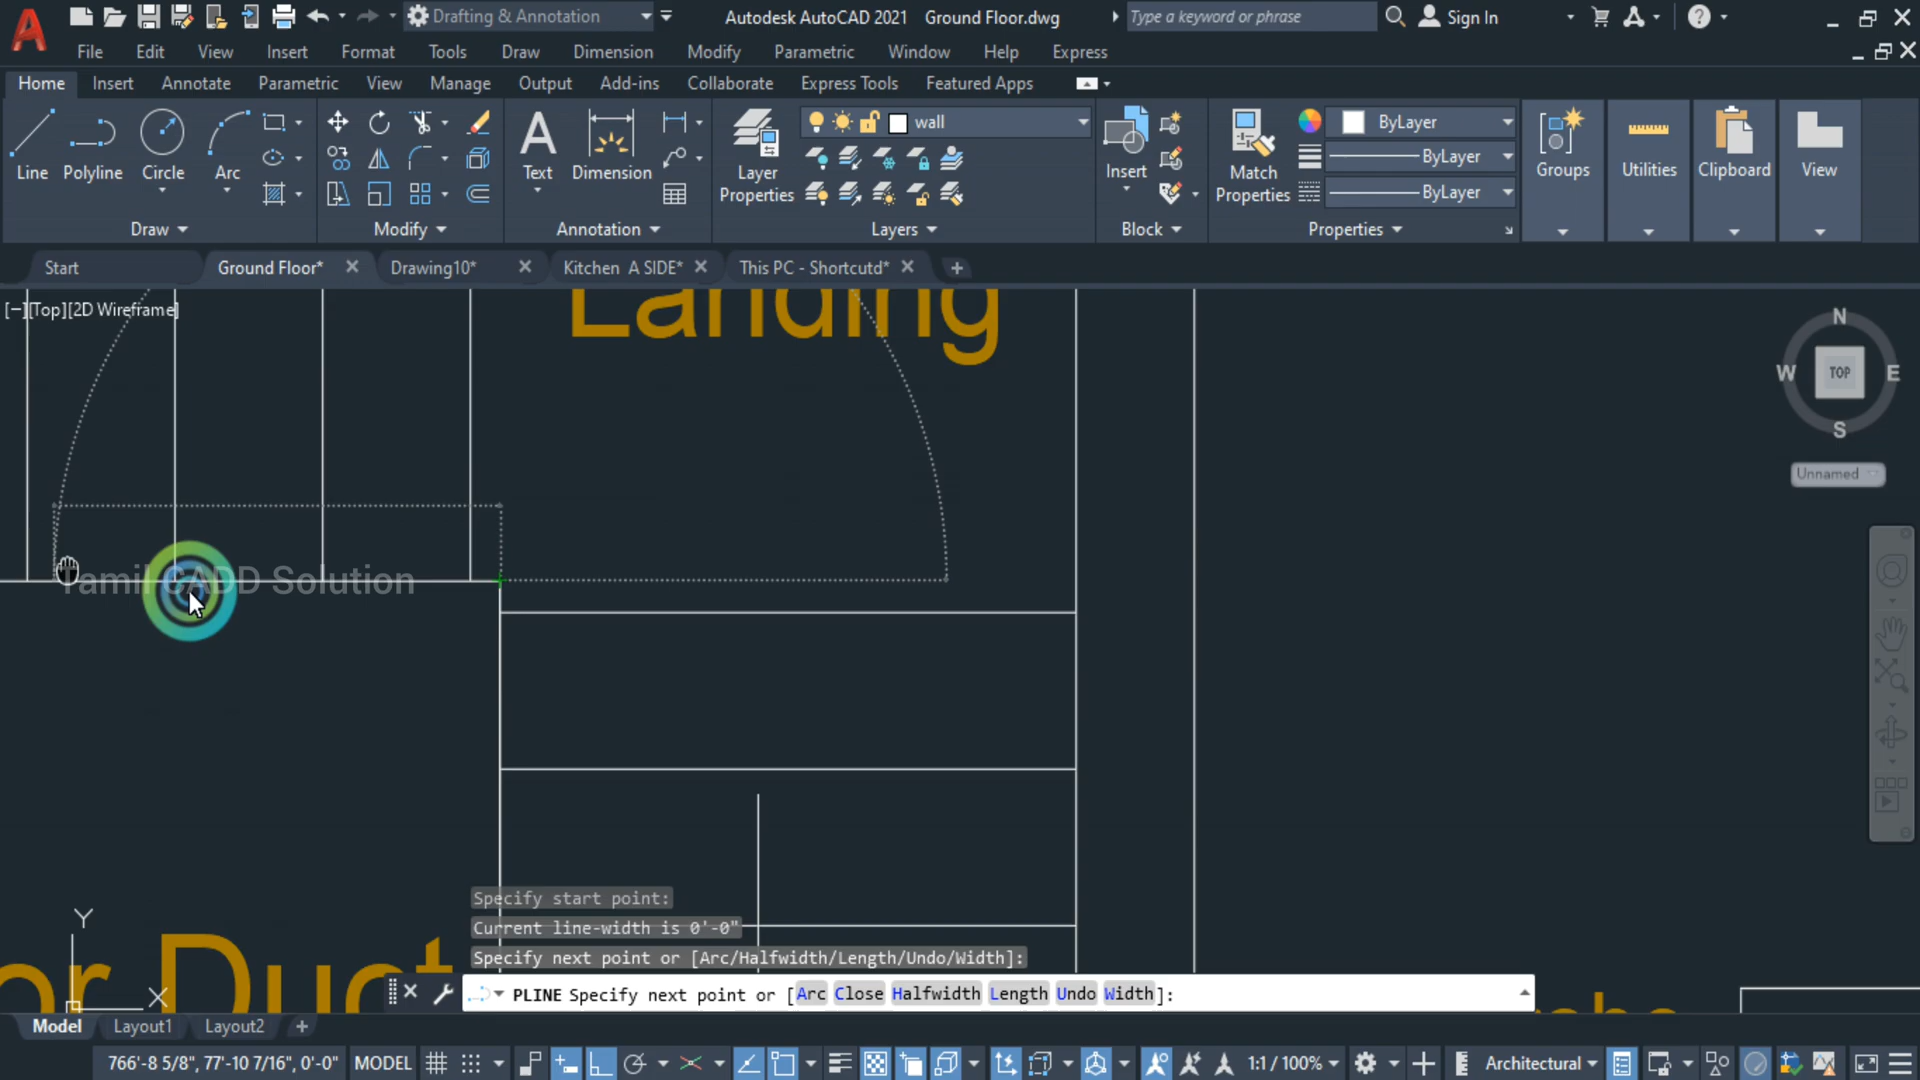 Drafting & Annotation
Autodesk AutoCAD 2021 Ground Floor.dwg
Type a keyword or phrase
Sign In
File Edit View Insert Format Tools Draw Dimension Modify Parametric Window Help Express
Home Insert Annotate Parametric View Manage Output Add-ins Collaborate Express Tools Featured Apps
wall
ByLayer
ByLayer
ByLayer
Line Polyline Circle Arc
Text Dimension
Layer Properties
Insert
Match Properties
Groups Utilities Clipboard View
Draw Modify Annotation Layers Block Properties
Start Ground Floor* Drawing10* Kitchen A SIDE* This PC - Shortcutd*
[−][Top][2D Wireframe]
Landing
N
W TOP E
S
Unnamed
Tamil CADD Solution
Y
X
or Duct
Specify start point:
Current line-width is 0'-0"
Specify next point or [Arc/Halfwidth/Length/Undo/Width]:
PLINE Specify next point or [Arc Close Halfwidth Length Undo Width]:
Model Layout1 Layout2
766'-8 5/8", 77'-10 7/16", 0'-0" MODEL 1:1 / 100% Architectural